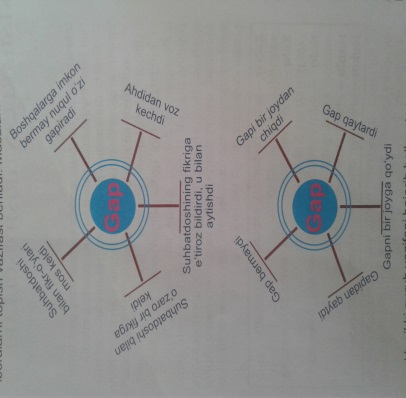 Boshqalarga imkon
bermay nuqul o'zi
gapiradi
Ahdidan voz
kechdi
Gap
Suhbatdoshi
bilan fikr-o'ylari
mos keldi
Suhbatdoshi bilan
o'zaro bir fikrga
keldi
Suhbatdoshining fikriga
e'tiroz bildirdi, u bilan
aytishdi
Gapi bir joydan
chiqdi
Gap qaytardi
Gap
Gap bermaydi
Gapidan qaytdi
Gapni bir joyga qo'ydi